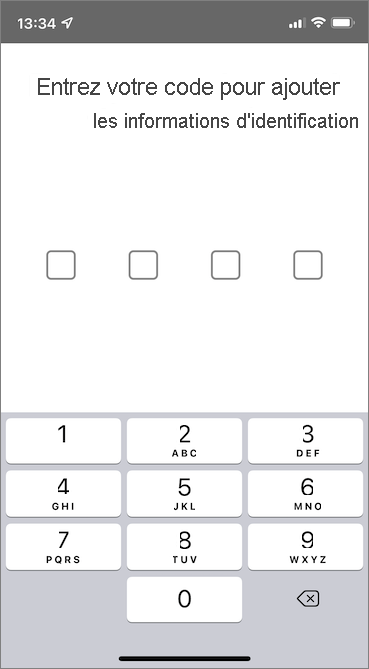 13:34
Entrez votre code pour ajouter
les informations d'identification
1
2
ABC
3
DEF
4
GHI
5
JKL
6
MNO
7
PQRS
8
TUV
9
WXYZ
0